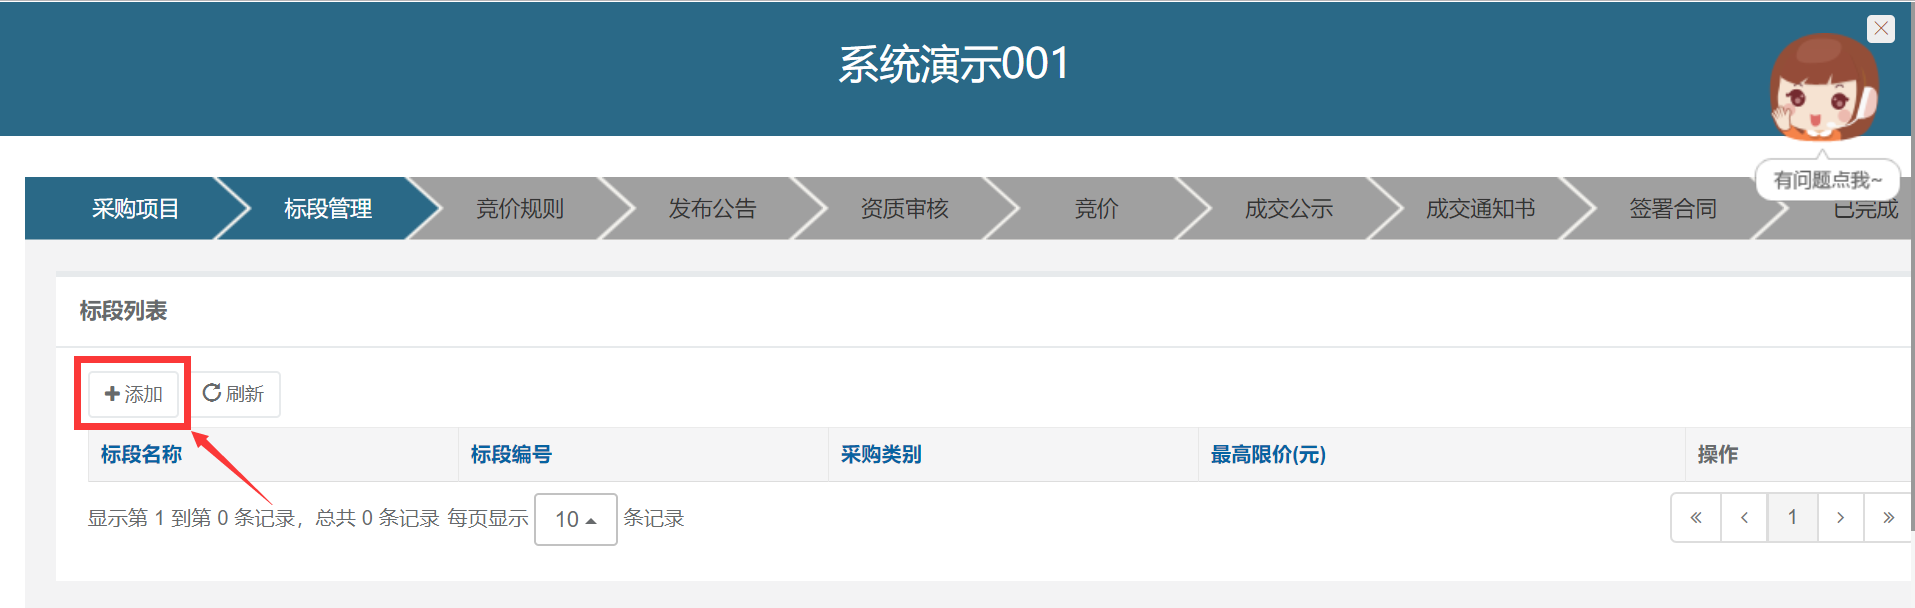 系统演示001
有问题点我~
采购项目 标段管理 竞价规则 发布公告 资质审核 竞价 成交公示 成交通知书 签署合同 已完成
标段列表
添加 刷新
标段名称 标段编号 采购类别 最高限价(元) 操作
显示第 1 到第 0 条记录，总共 0 条记录 每页显示 10 条记录 « ‹ 1 › »